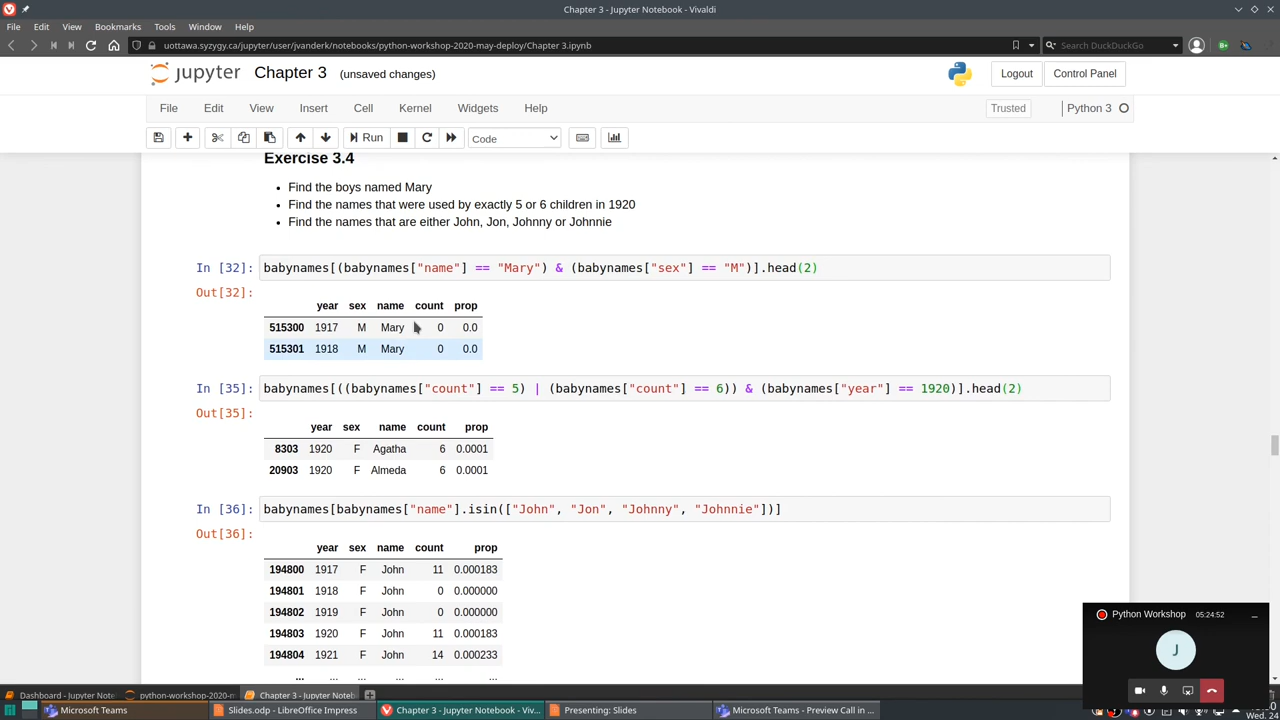 Chapter 3 - Jupyter Notebook - Vivaldi
File Edit View Bookmarks Tools Window Help
uottawa.syzygy.ca/jupyter/user/jvanderk/notebooks/python-workshop-2020-may-deploy/Chapter 3.ipynb
Search DuckDuckGo
jupyter Chapter 3 (unsaved changes)
Logout Control Panel
File Edit View Insert Cell Kernel Widgets Help
Trusted Python 3
Run Code
Exercise 3.4
• Find the boys named Mary
• Find the names that were used by exactly 5 or 6 children in 1920
• Find the names that are either John, Jon, Johnny or Johnnie
In [32]: babynames[(babynames["name"] == "Mary") & (babynames["sex"] == "M")].head(2)
Out[32]:
year sex name count prop
515300 1917 M Mary 0 0.0
515301 1918 M Mary 0 0.0
In [35]: babynames[((babynames["count"] == 5) | (babynames["count"] == 6)) & (babynames["year"] == 1920)].head(2)
Out[35]:
year sex name count prop
8303 1920 F Agatha 6 0.0001
20903 1920 F Almeda 6 0.0001
In [36]: babynames[babynames["name"].isin(["John", "Jon", "Johnny", "Johnnie"])]
Out[36]:
year sex name count prop
194800 1917 F John 11 0.000183
194801 1918 F John 0 0.000000
194802 1919 F John 0 0.000000
194803 1920 F John 11 0.000183
194804 1921 F John 14 0.000233
... ... ... ... ... ...
Python Workshop 05:24:52
J
Dashboard - Jupyter Note python-workshop-2020-m Chapter 3 - Jupyter Noteb
Microsoft Teams Slides.odp - LibreOffice Impress Chapter 3 - Jupyter Notebook - Viv... Presenting: Slides Microsoft Teams - Preview Call in ...
Wed. 24